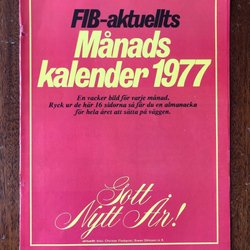 FIB-aktuellts
Månads
kalender 1977
En vacker bild för varje månad.
Ryck ur de här 16 sidorna så får du en almanacka
för hela året att sätta på väggen.
Gott
Nytt År!